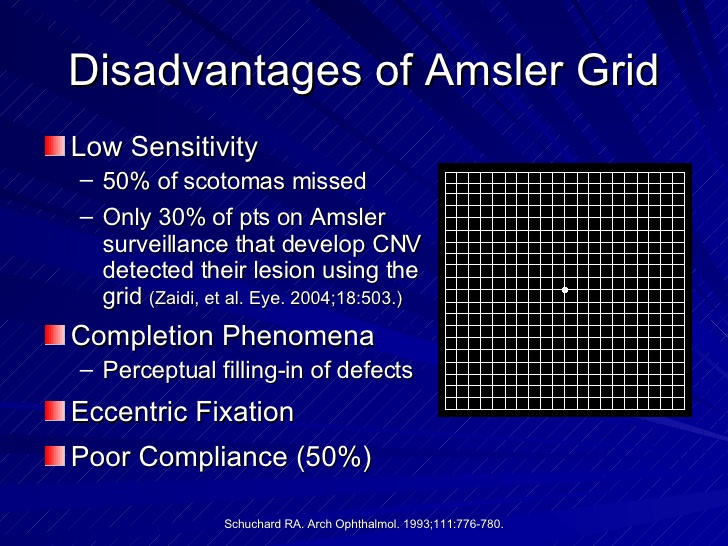 Disadvantages of Amsler Grid
Low Sensitivity
– 50% of scotomas missed
– Only 30% of pts on Amsler
surveillance that develop CNV
detected their lesion using the
grid (Zaidi, et al. Eye. 2004;18:503.)
Completion Phenomena
– Perceptual filling-in of defects
Eccentric Fixation
Poor Compliance (50%)
Schuchard RA. Arch Ophthalmol. 1993;111:776-780.